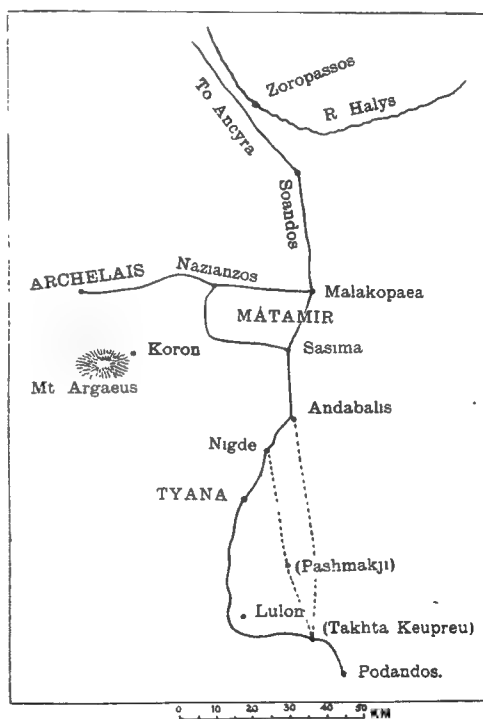 Zoropassos
To Ancyra
R Halys
Soandos
ARCHELAIS
Nazianzos
Malakopaea
MÁTAMIR
Koron
Sasima
Mt Argaeus
Andabalis
Nigde
TYANA
(Pashmakji)
Lulon
(Takhta Keupreu)
Podandos.
0 10 20 30 40 50 KM